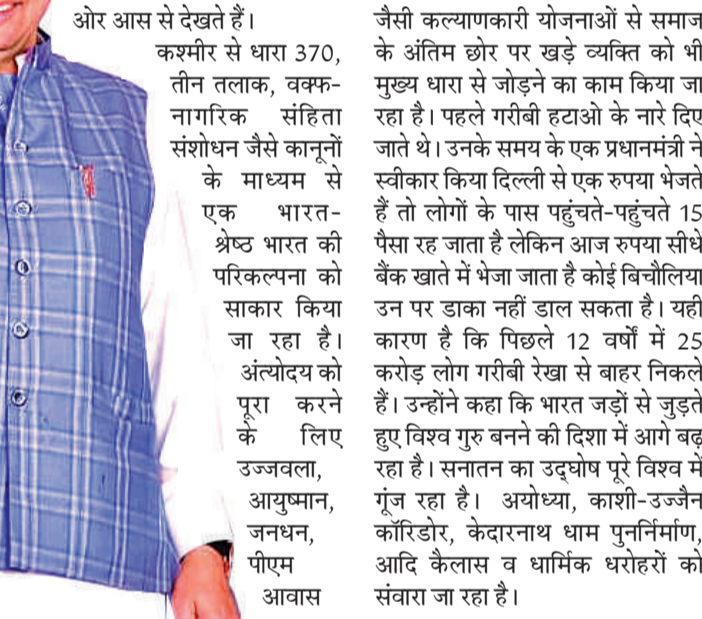 ओर आस से देखते हैं।
कश्मीर से धारा 370,
तीन तलाक, वक्फ-
नागरिक संहिता
संशोधन जैसे कानूनों
के माध्यम से
एक भारत-
श्रेष्ठ भारत की
परिकल्पना को
साकार किया
जा रहा है।
अंत्योदय को
पूरा करने
के लिए
उज्जवला,
आयुष्मान,
जनधन,
पीएम
आवास
जैसी कल्याणकारी योजनाओं से समाज
के अंतिम छोर पर खड़े व्यक्ति को भी
मुख्य धारा से जोड़ने का काम किया जा
रहा है। पहले गरीबी हटाओ के नारे दिए
जाते थे। उनके समय के एक प्रधानमंत्री ने
स्वीकार किया दिल्ली से एक रुपया भेजते
हैं तो लोगों के पास पहुंचते-पहुंचते 15
पैसा रह जाता है लेकिन आज रुपया सीधे
बैंक खाते में भेजा जाता है कोई बिचौलिया
उन पर डाका नहीं डाल सकता है। यही
कारण है कि पिछले 12 वर्षों में 25
करोड़ लोग गरीबी रेखा से बाहर निकले
हैं। उन्होंने कहा कि भारत जड़ों से जुड़ते
हुए विश्व गुरु बनने की दिशा में आगे बढ़
रहा है। सनातन का उद्घोष पूरे विश्व में
गूंज रहा है। अयोध्या, काशी-उज्जैन
कॉरिडोर, केदारनाथ धाम पुनर्निर्माण,
आदि कैलास व धार्मिक धरोहरों को
संवारा जा रहा है।